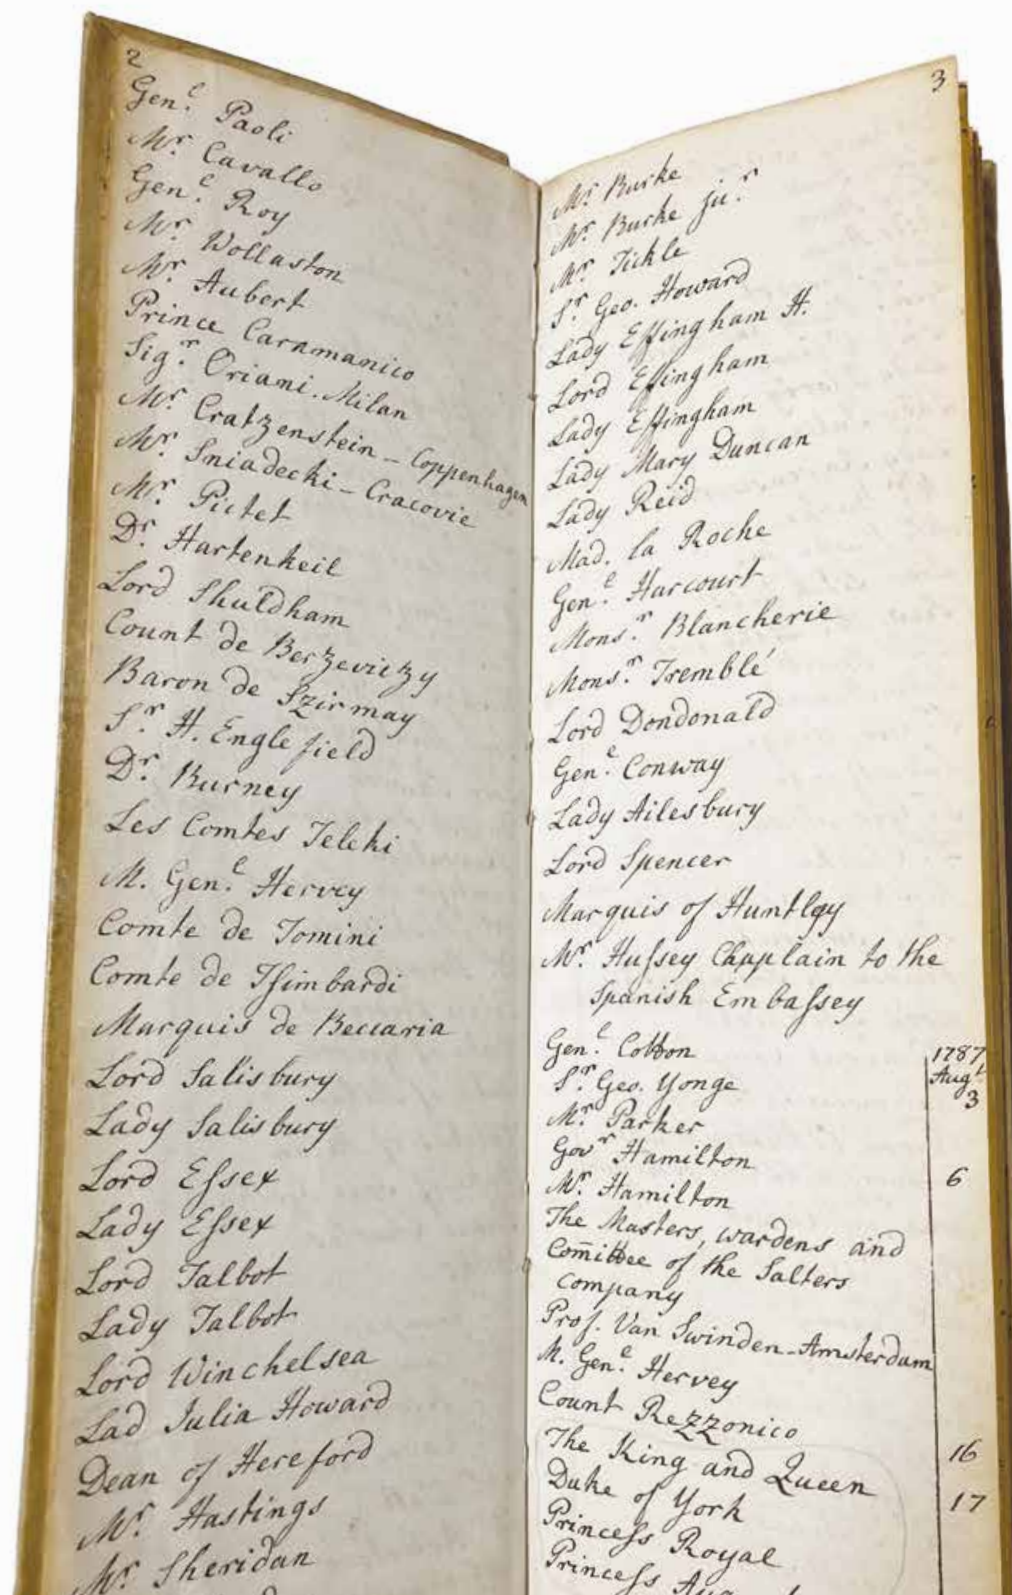 2
Genl. Paoli
Mr. Cavallo
Genl. Roy
Mr. Wollaston
Mr. Aubert
Prince Caramanico
Sigr. Oriani. Milan
Mr. Cratzenstein - Coppenhagen
Mr. Sniadecki - Cracovie
Mr. Pictet
Dr. Hartenkeil
Lord Shuldham
Count de Berzeviczy
Baron de Szirmay
Sr. H. Englefield
Dr. Burney
Les Comtes Teleki
M. Genl. Hervey
Comte de Tomini
Comte de Isimbardi
Marquis de Beccaria
Lord Salisbury
Lady Salisbury
Lord Essex
Lady Essex
Lord Talbot
Lady Talbot
Lord Winchelsea
Lad Julia Howard
Dean of Hereford
Mr. Hastings
Mr. Sheridan
3
Mr. Burke
Mr. Burke jur.
Mr. Tickle
Sr. Geo. Howard
Lady Effingham H.
Lord Effingham
Lady Effingham
Lady Mary Duncan
Lady Reid
Mad. la Roche
Genl. Harcourt
Monsr. Blancherie
Monsr. Tremblé
Lord Dondonald
Genl. Conway
Lady Ailesbury
Lord Spencer
Marquis of Huntley
Mr. Hussey Chaplain to the
Spanish Embassey
Genl. Cotton 1787
Sr. Geo. Yonge Augt.
Mr. Parker 3
Govr. Hamilton
Mr. Hamilton 6
The Masters, wardens and
Com̄ittee of the Salters
company
Prof. Van Swinden - Amsterdam
M. Genl. Hervey
Count Rezzonico
The King and Queen 16
Duke of York 17
Princess Royal
Princess